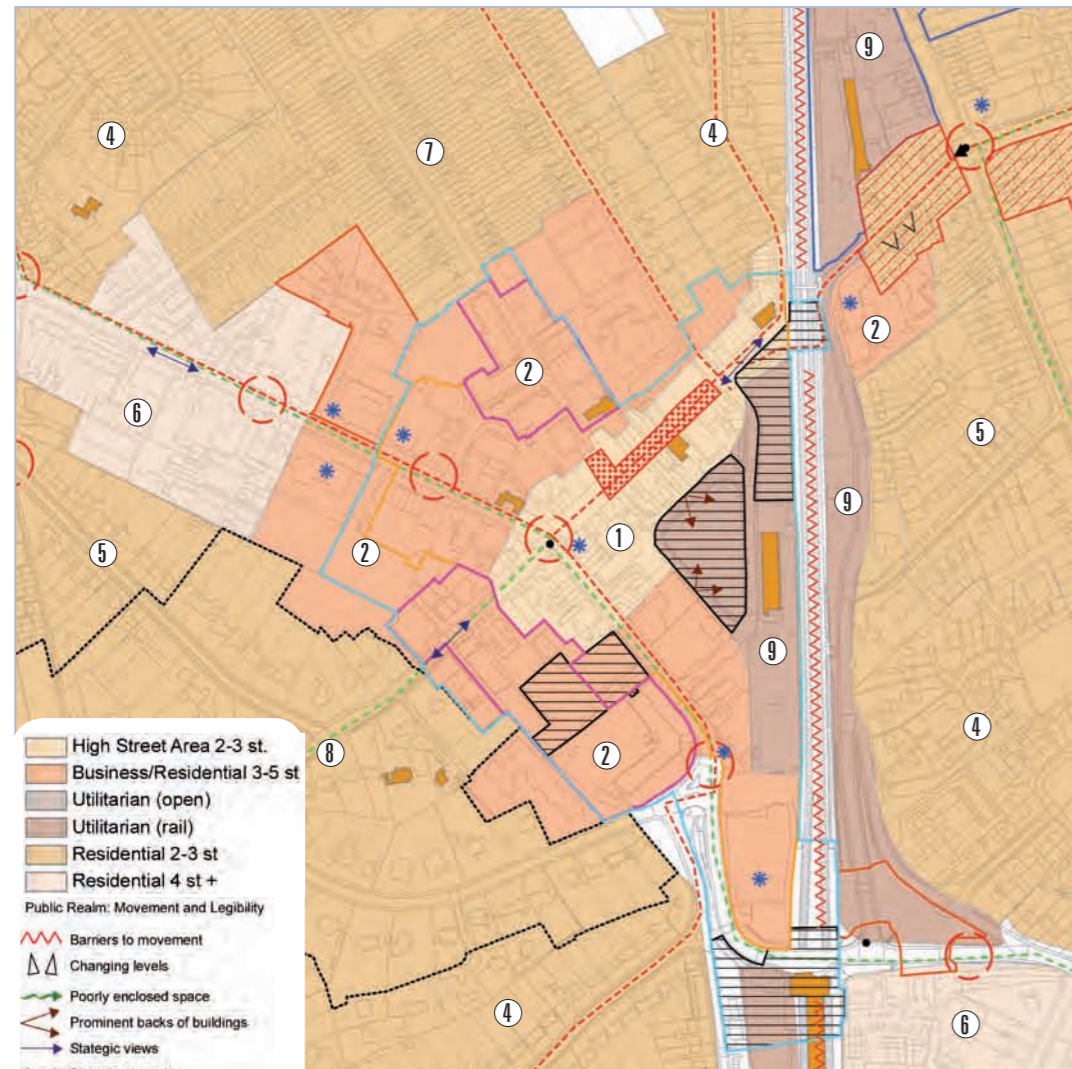 9
4
7
4
2
2
6
5
9
1
5
2
9
4
8
2
4
6
High Street Area 2-3 st.
Business/Residential 3-5 st
Utilitarian (open)
Utilitarian (rail)
Residential 2-3 st
Residential 4 st +
Public Realm: Movement and Legibility
Barriers to movement
Changing levels
Poorly enclosed space
Prominent backs of buildings
Stategic views